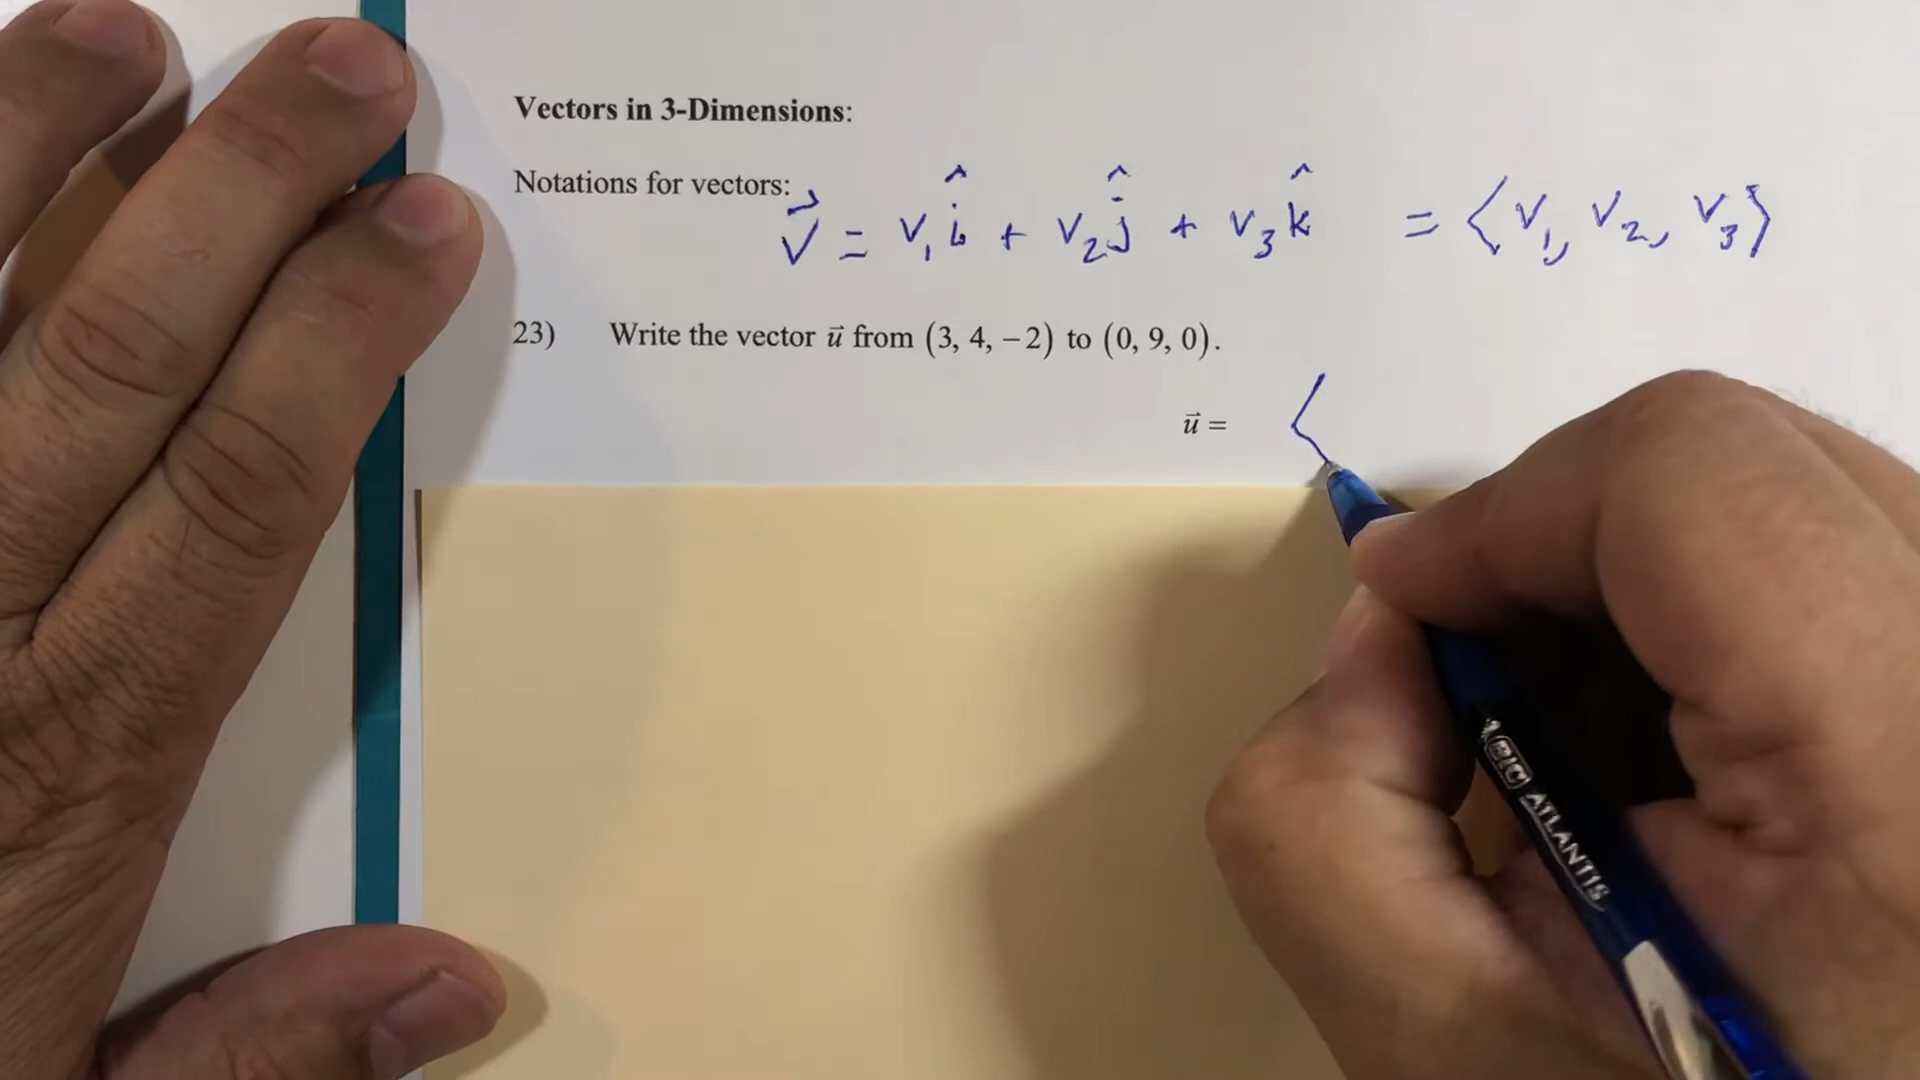 Vectors in 3-Dimensions:
Notations for vectors: v⃗ = v₁î + v₂ĵ + v₃k̂ = ⟨v₁, v₂, v₃⟩
23) Write the vector u⃗ from (3, 4, −2) to (0, 9, 0).
u⃗ = ⟨
BIC ATLANTIS